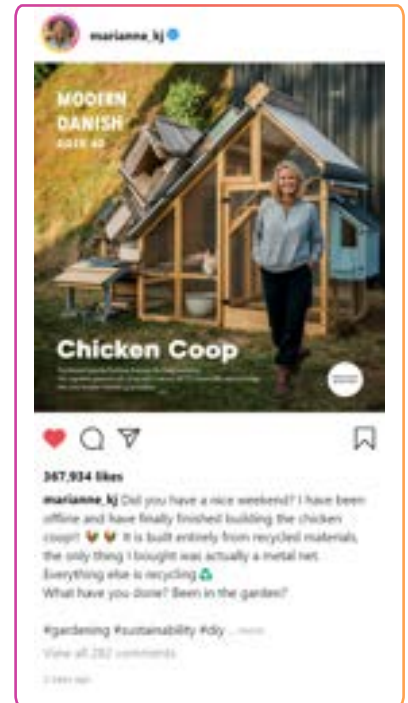 marianne_kj
MODERN
DANISH
Chicken Coop
367,934 likes
marianne_kj Did you have a nice weekend? I have been
offline and have finally finished building the chicken
coop!! 🐓 🐓 It is built entirely from recycled materials,
the only thing I bought was actually a metal net.
Everything else is recycling ♻
What have you done? Been in the garden?
#gardening #sustainability #diy ... more
View all 282 comments
2 days ago